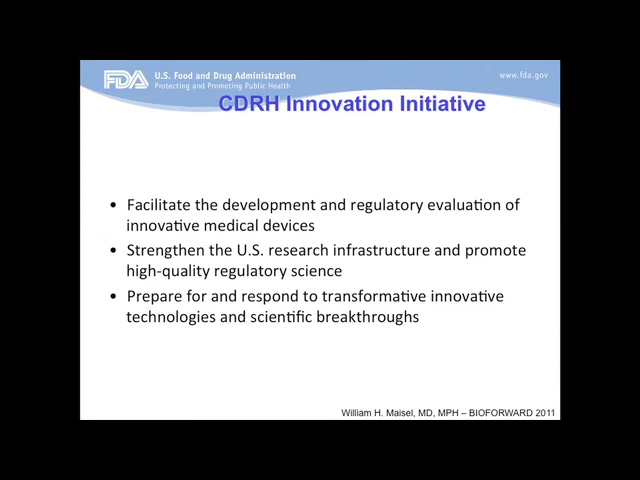 FDA U.S. Food and Drug Administration www.fda.gov
Protecting and Promoting Public Health
CDRH Innovation Initiative
• Facilitate the development and regulatory evaluation of
innovative medical devices
• Strengthen the U.S. research infrastructure and promote
high-quality regulatory science
• Prepare for and respond to transformative innovative
technologies and scientific breakthroughs
William H. Maisel, MD, MPH – BIOFORWARD 2011